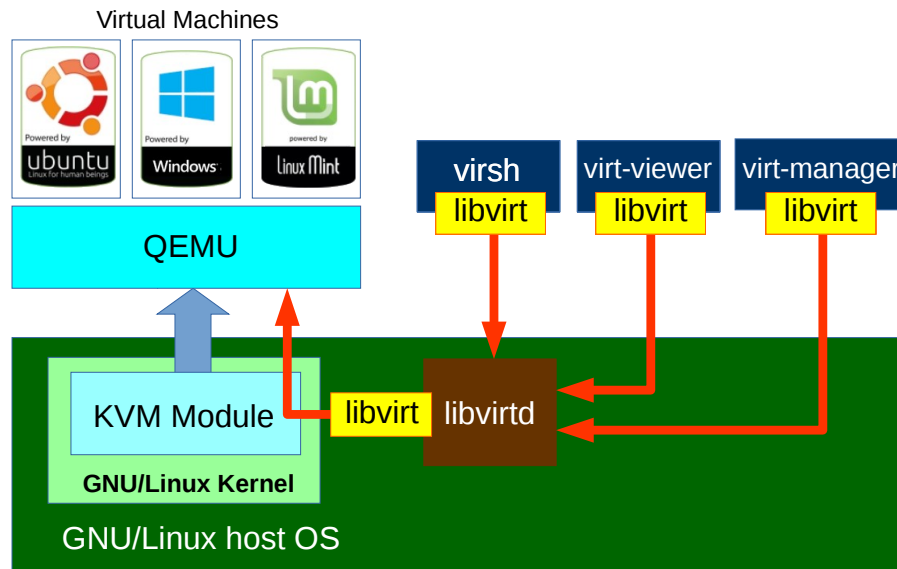 Virtual Machines
Powered by
ubuntu
Linux for human beings
Powered by
Windows
powered by
Linux Mint
virsh
virt-viewer
virt-manager
libvirt
libvirt
libvirt
QEMU
KVM Module
libvirt
libvirtd
GNU/Linux Kernel
GNU/Linux host OS